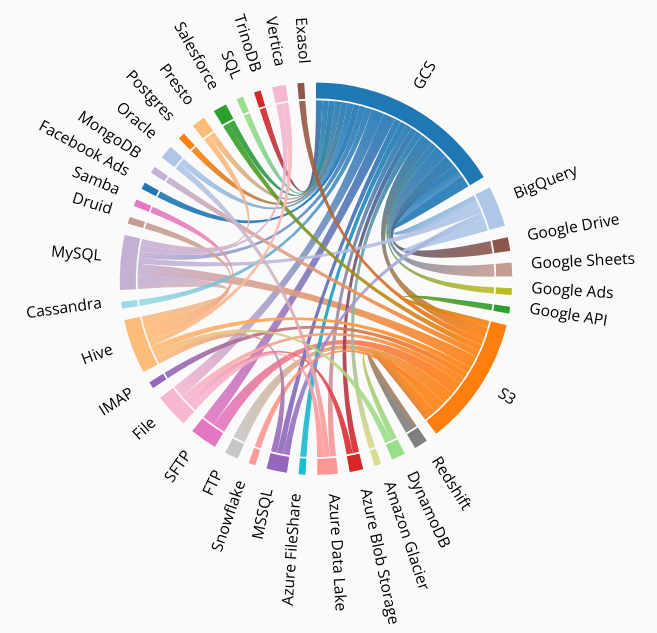 GCS
BigQuery
Google Drive
Google Sheets
Google Ads
Google API
S3
Redshift
DynamoDB
Amazon Glacier
Azure Blob Storage
Azure Data Lake
Azure FileShare
MSSQL
Snowflake
FTP
SFTP
File
IMAP
Hive
Cassandra
MySQL
Druid
Samba
Facebook Ads
MongoDB
Oracle
Postgres
Presto
Salesforce
SQL
TrinoDB
Vertica
Exasol